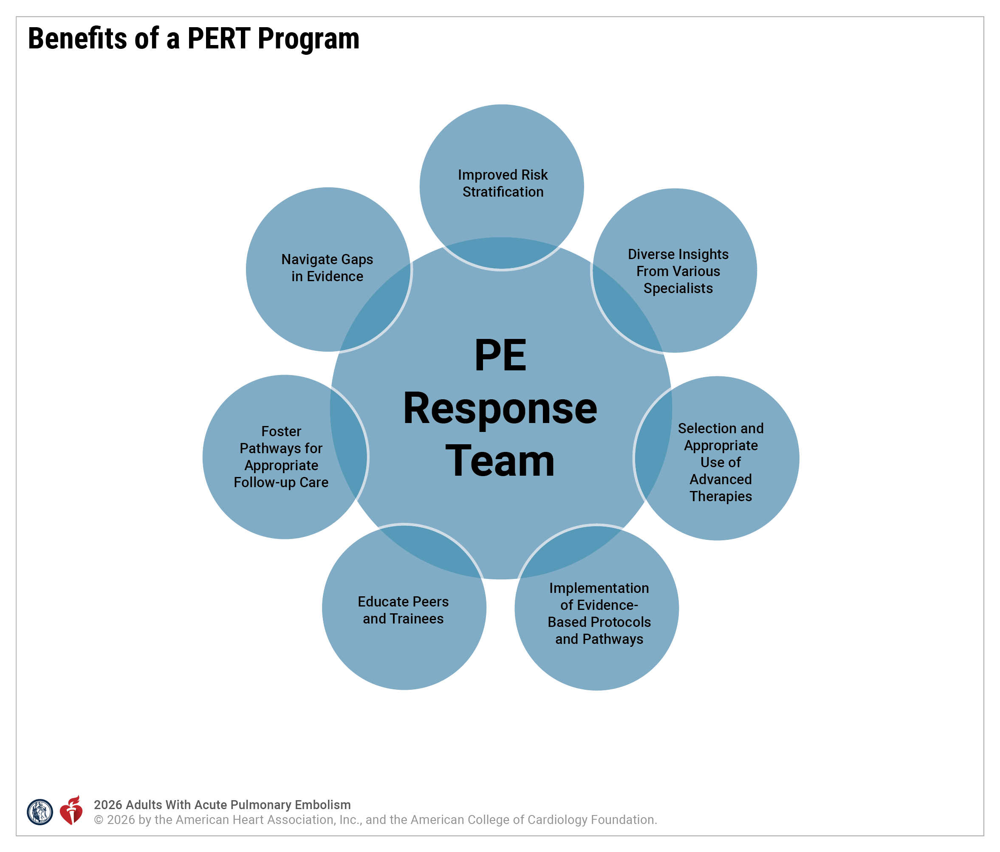 Benefits of a PERT Program
Improved Risk
Stratification
Diverse Insights
From Various
Specialists
Selection and
Appropriate
Use of
Advanced
Therapies
Implementation
of Evidence-
Based Protocols
and Pathways
Educate Peers
and Trainees
Foster
Pathways for
Appropriate
Follow-up Care
Navigate Gaps
in Evidence
PE
Response
Team
2026 Adults With Acute Pulmonary Embolism
© 2026 by the American Heart Association, Inc., and the American College of Cardiology Foundation.